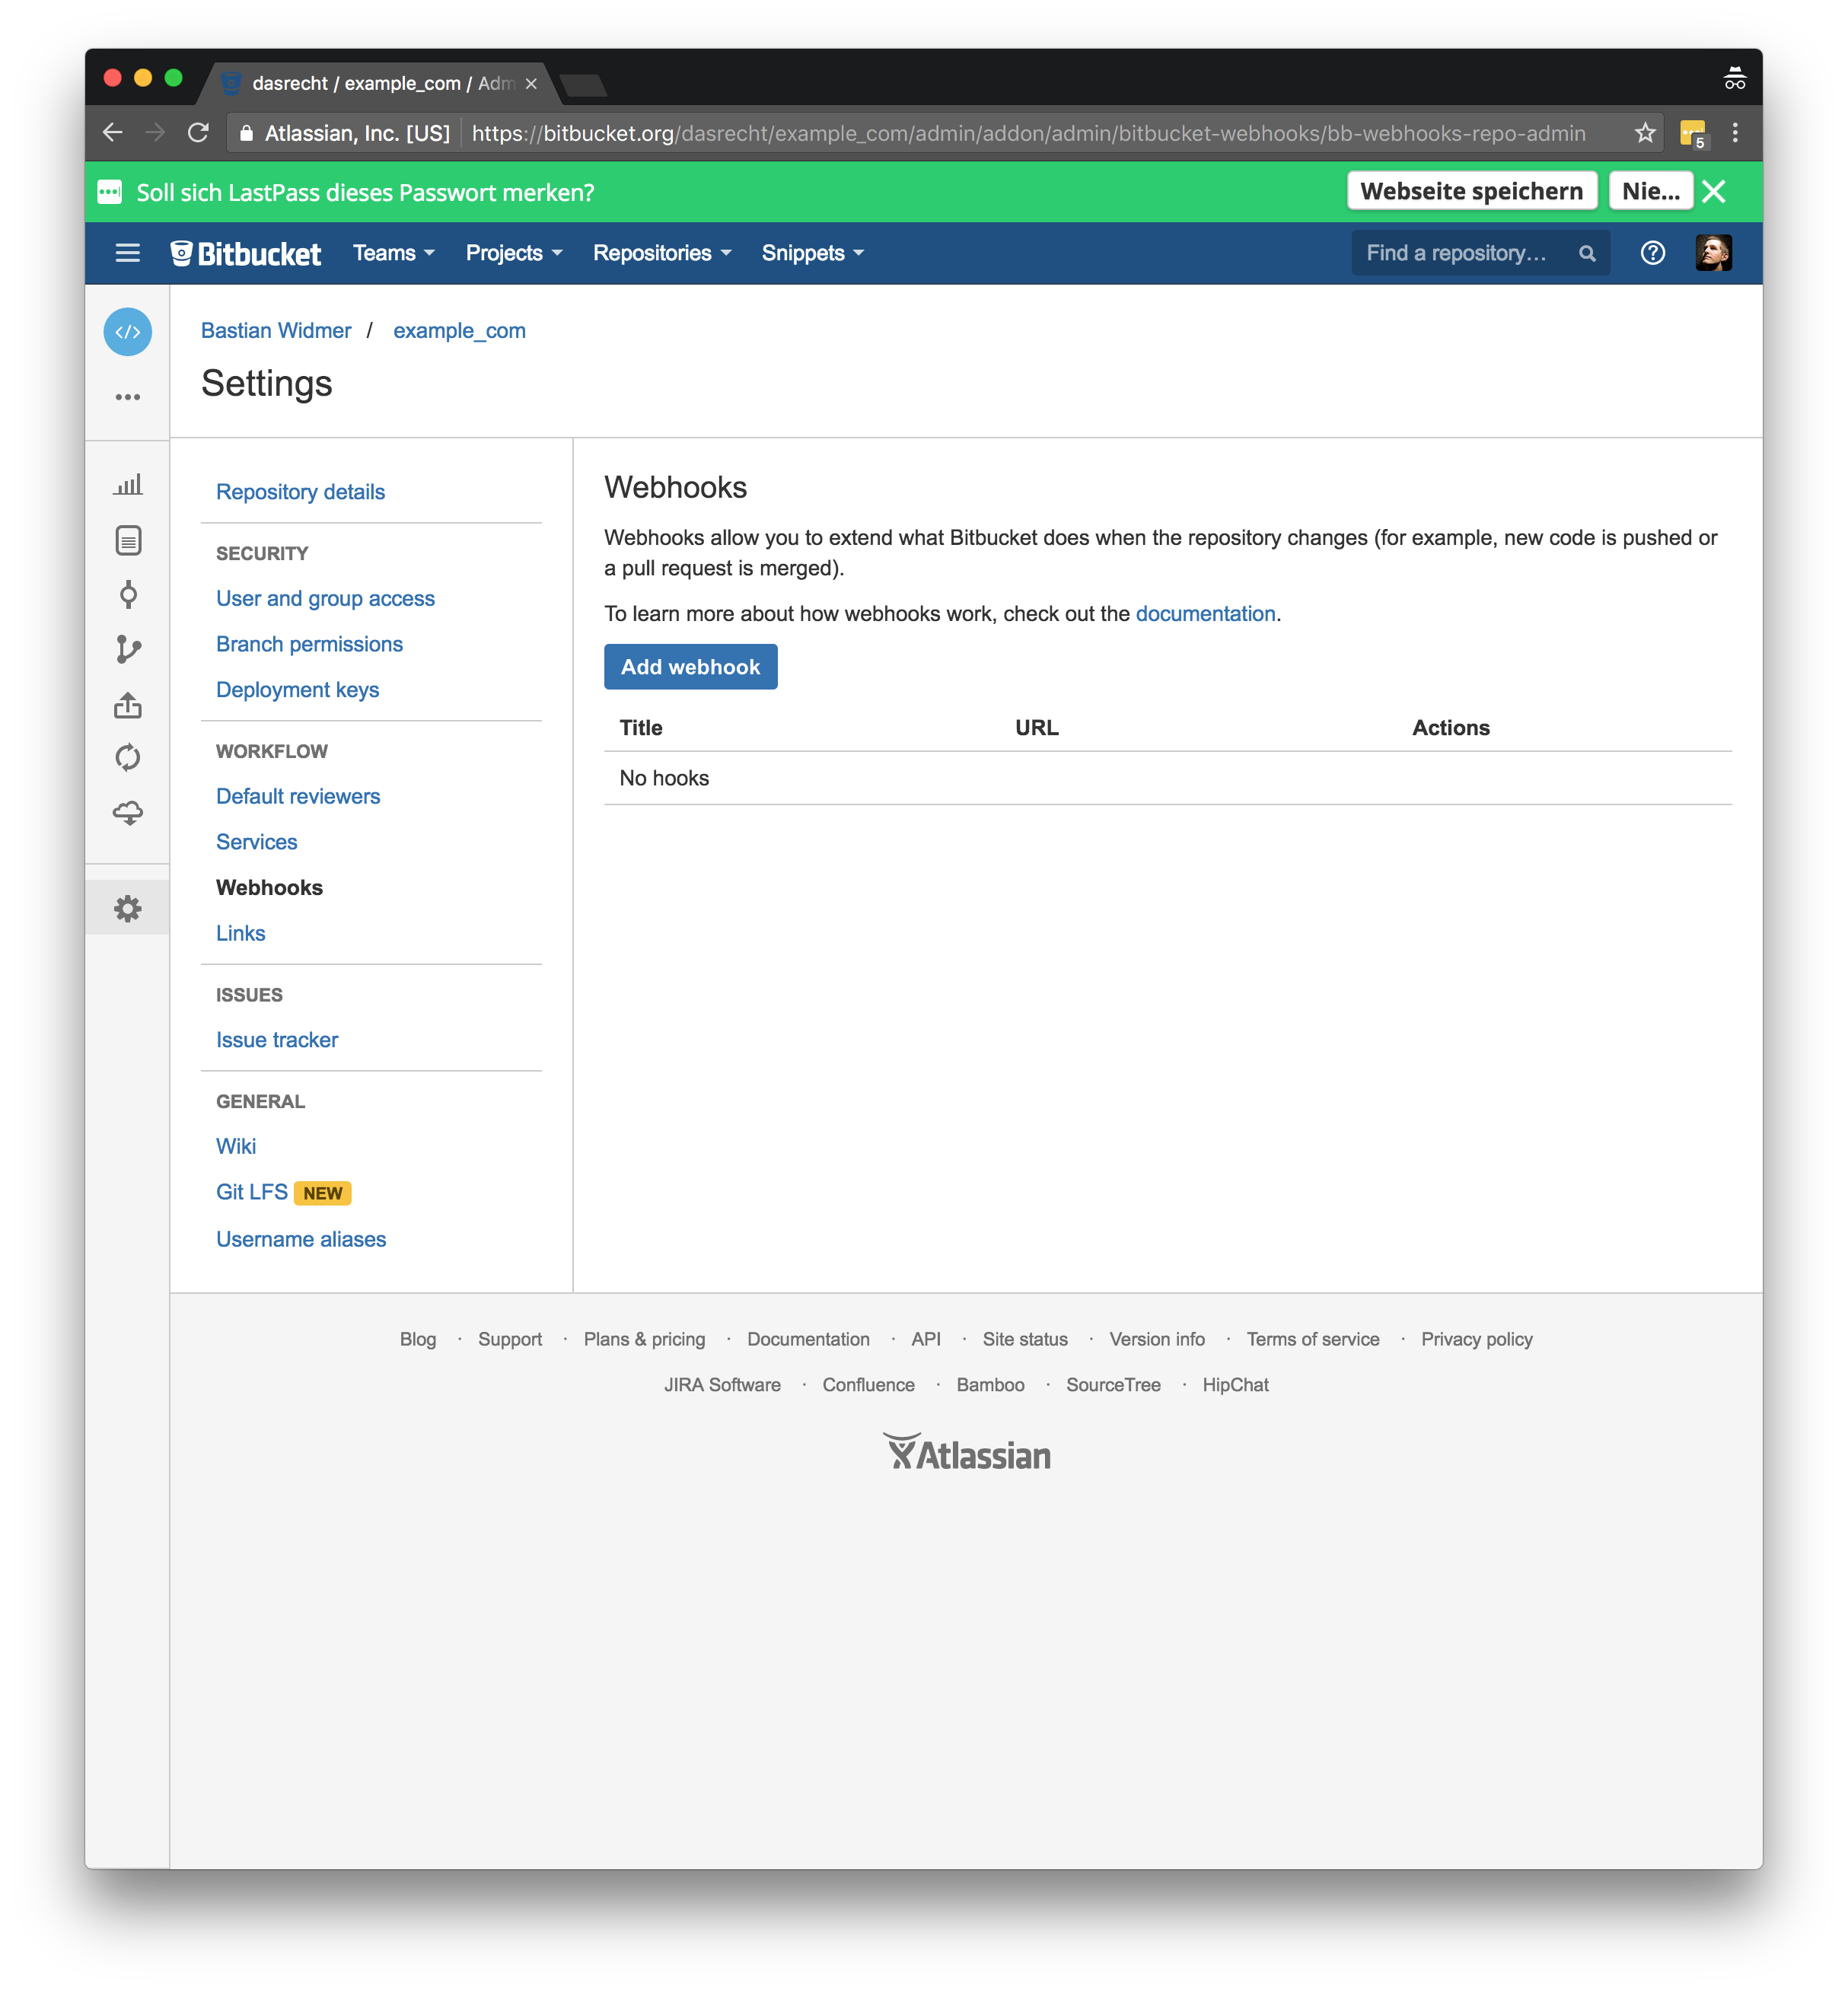 dasrecht / example_com / Adm
Atlassian, Inc. [US] https://bitbucket.org/dasrecht/example_com/admin/addon/admin/bitbucket-webhooks/bb-webhooks-repo-admin 5
Soll sich LastPass dieses Passwort merken? Webseite speichern Nie...
Bitbucket Teams Projects Repositories Snippets Find a repository...
Bastian Widmer / example_com
Settings
Repository details
SECURITY
User and group access
Branch permissions
Deployment keys
WORKFLOW
Default reviewers
Services
Webhooks
Links
ISSUES
Issue tracker
GENERAL
Wiki
Git LFS NEW
Username aliases
Webhooks
Webhooks allow you to extend what Bitbucket does when the repository changes (for example, new code is pushed or
a pull request is merged).
To learn more about how webhooks work, check out the documentation.
Add webhook
Title URL Actions
No hooks
Blog · Support · Plans & pricing · Documentation · API · Site status · Version info · Terms of service · Privacy policy
JIRA Software · Confluence · Bamboo · SourceTree · HipChat
Atlassian